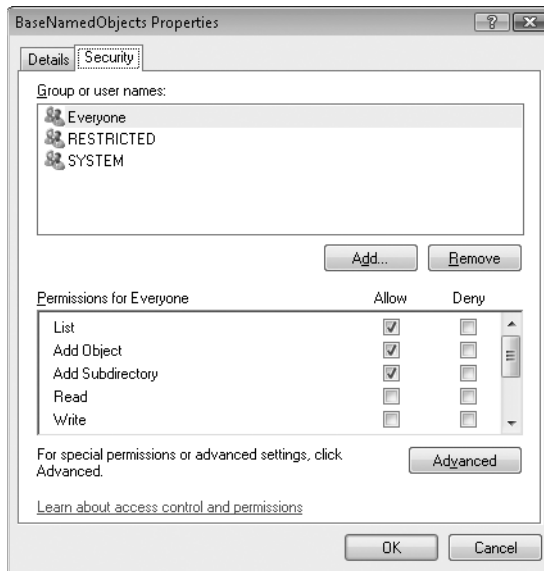 BaseNamedObjects Properties
Details Security
Group or user names:
Everyone
RESTRICTED
SYSTEM
Add... Remove
Permissions for Everyone Allow Deny
List
Add Object
Add Subdirectory
Read
Write
For special permissions or advanced settings, click
Advanced.
Advanced
Learn about access control and permissions
OK Cancel